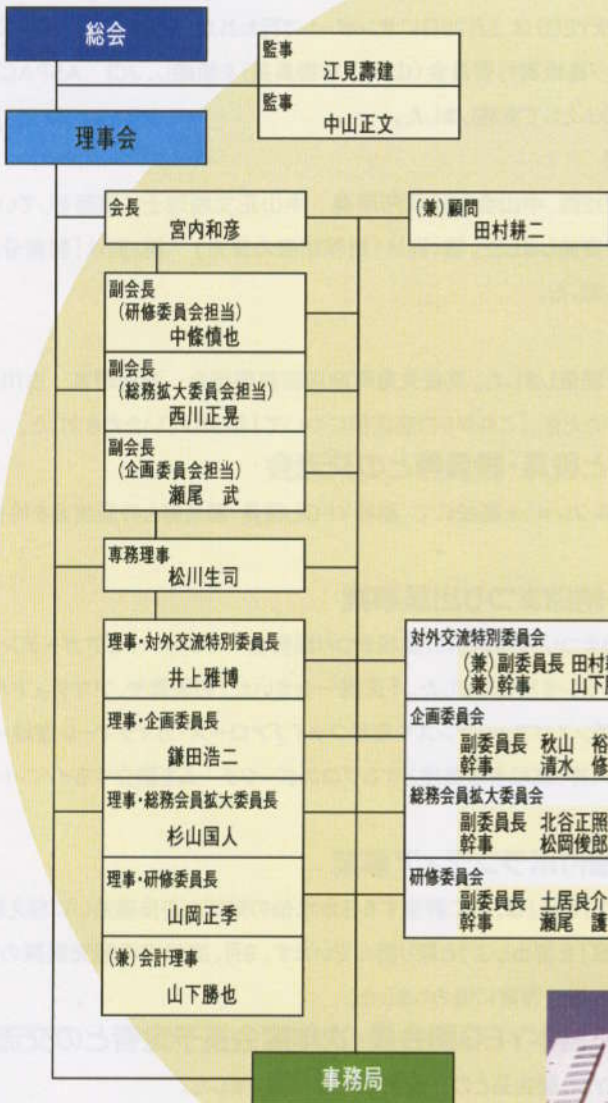 総会
監事
江見壽建
監事
中山正文
理事会
会長
宮内和彦
(兼)顧問
田村耕二
副会長
(研修委員会担当)
中條慎也
副会長
(総務拡大委員会担当)
西川正晃
副会長
(企画委員会担当)
瀬尾 武
専務理事
松川生司
理事・対外交流特別委員長
井上雅博
理事・企画委員長
鎌田浩二
理事・総務会員拡大委員長
杉山国人
理事・研修委員長
山岡正季
(兼)会計理事
山下勝也
対外交流特別委員会
(兼)副委員長 田村
(兼)幹事 山下
企画委員会
副委員長 秋山 裕
幹事 清水 修
総務会員拡大委員会
副委員長 北谷正照
幹事 松岡俊郎
研修委員会
副委員長 土居良介
幹事 瀬尾 護
事務局